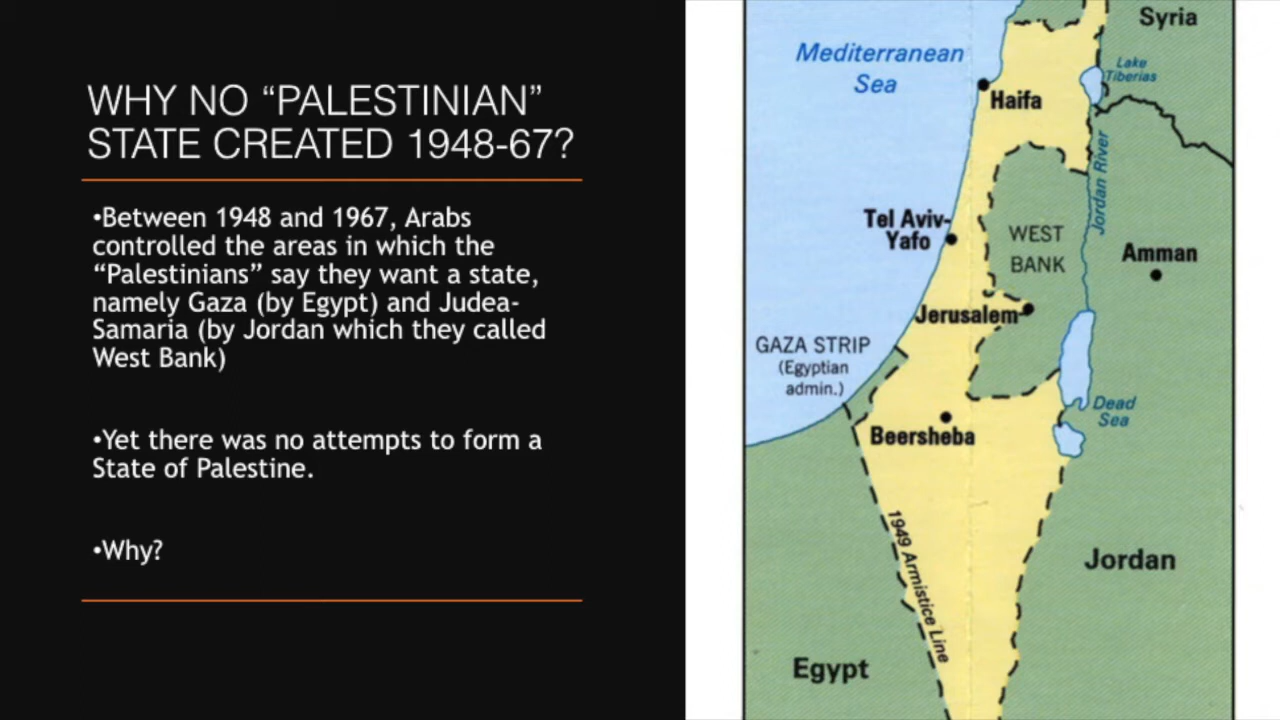 WHY NO “PALESTINIAN”
STATE CREATED 1948-67?
•Between 1948 and 1967, Arabs
controlled the areas in which the
“Palestinians” say they want a state,
namely Gaza (by Egypt) and Judea-
Samaria (by Jordan which they called
West Bank)
•Yet there was no attempts to form a
State of Palestine.
•Why?
Syria
Mediterranean
Sea
Lake
Tiberias
Haifa
Jordan River
Tel Aviv-
Yafo
WEST
BANK
Amman
Jerusalem
GAZA STRIP
(Egyptian
admin.)
Dead
Sea
Beersheba
1949 Armistice Line
Jordan
Egypt